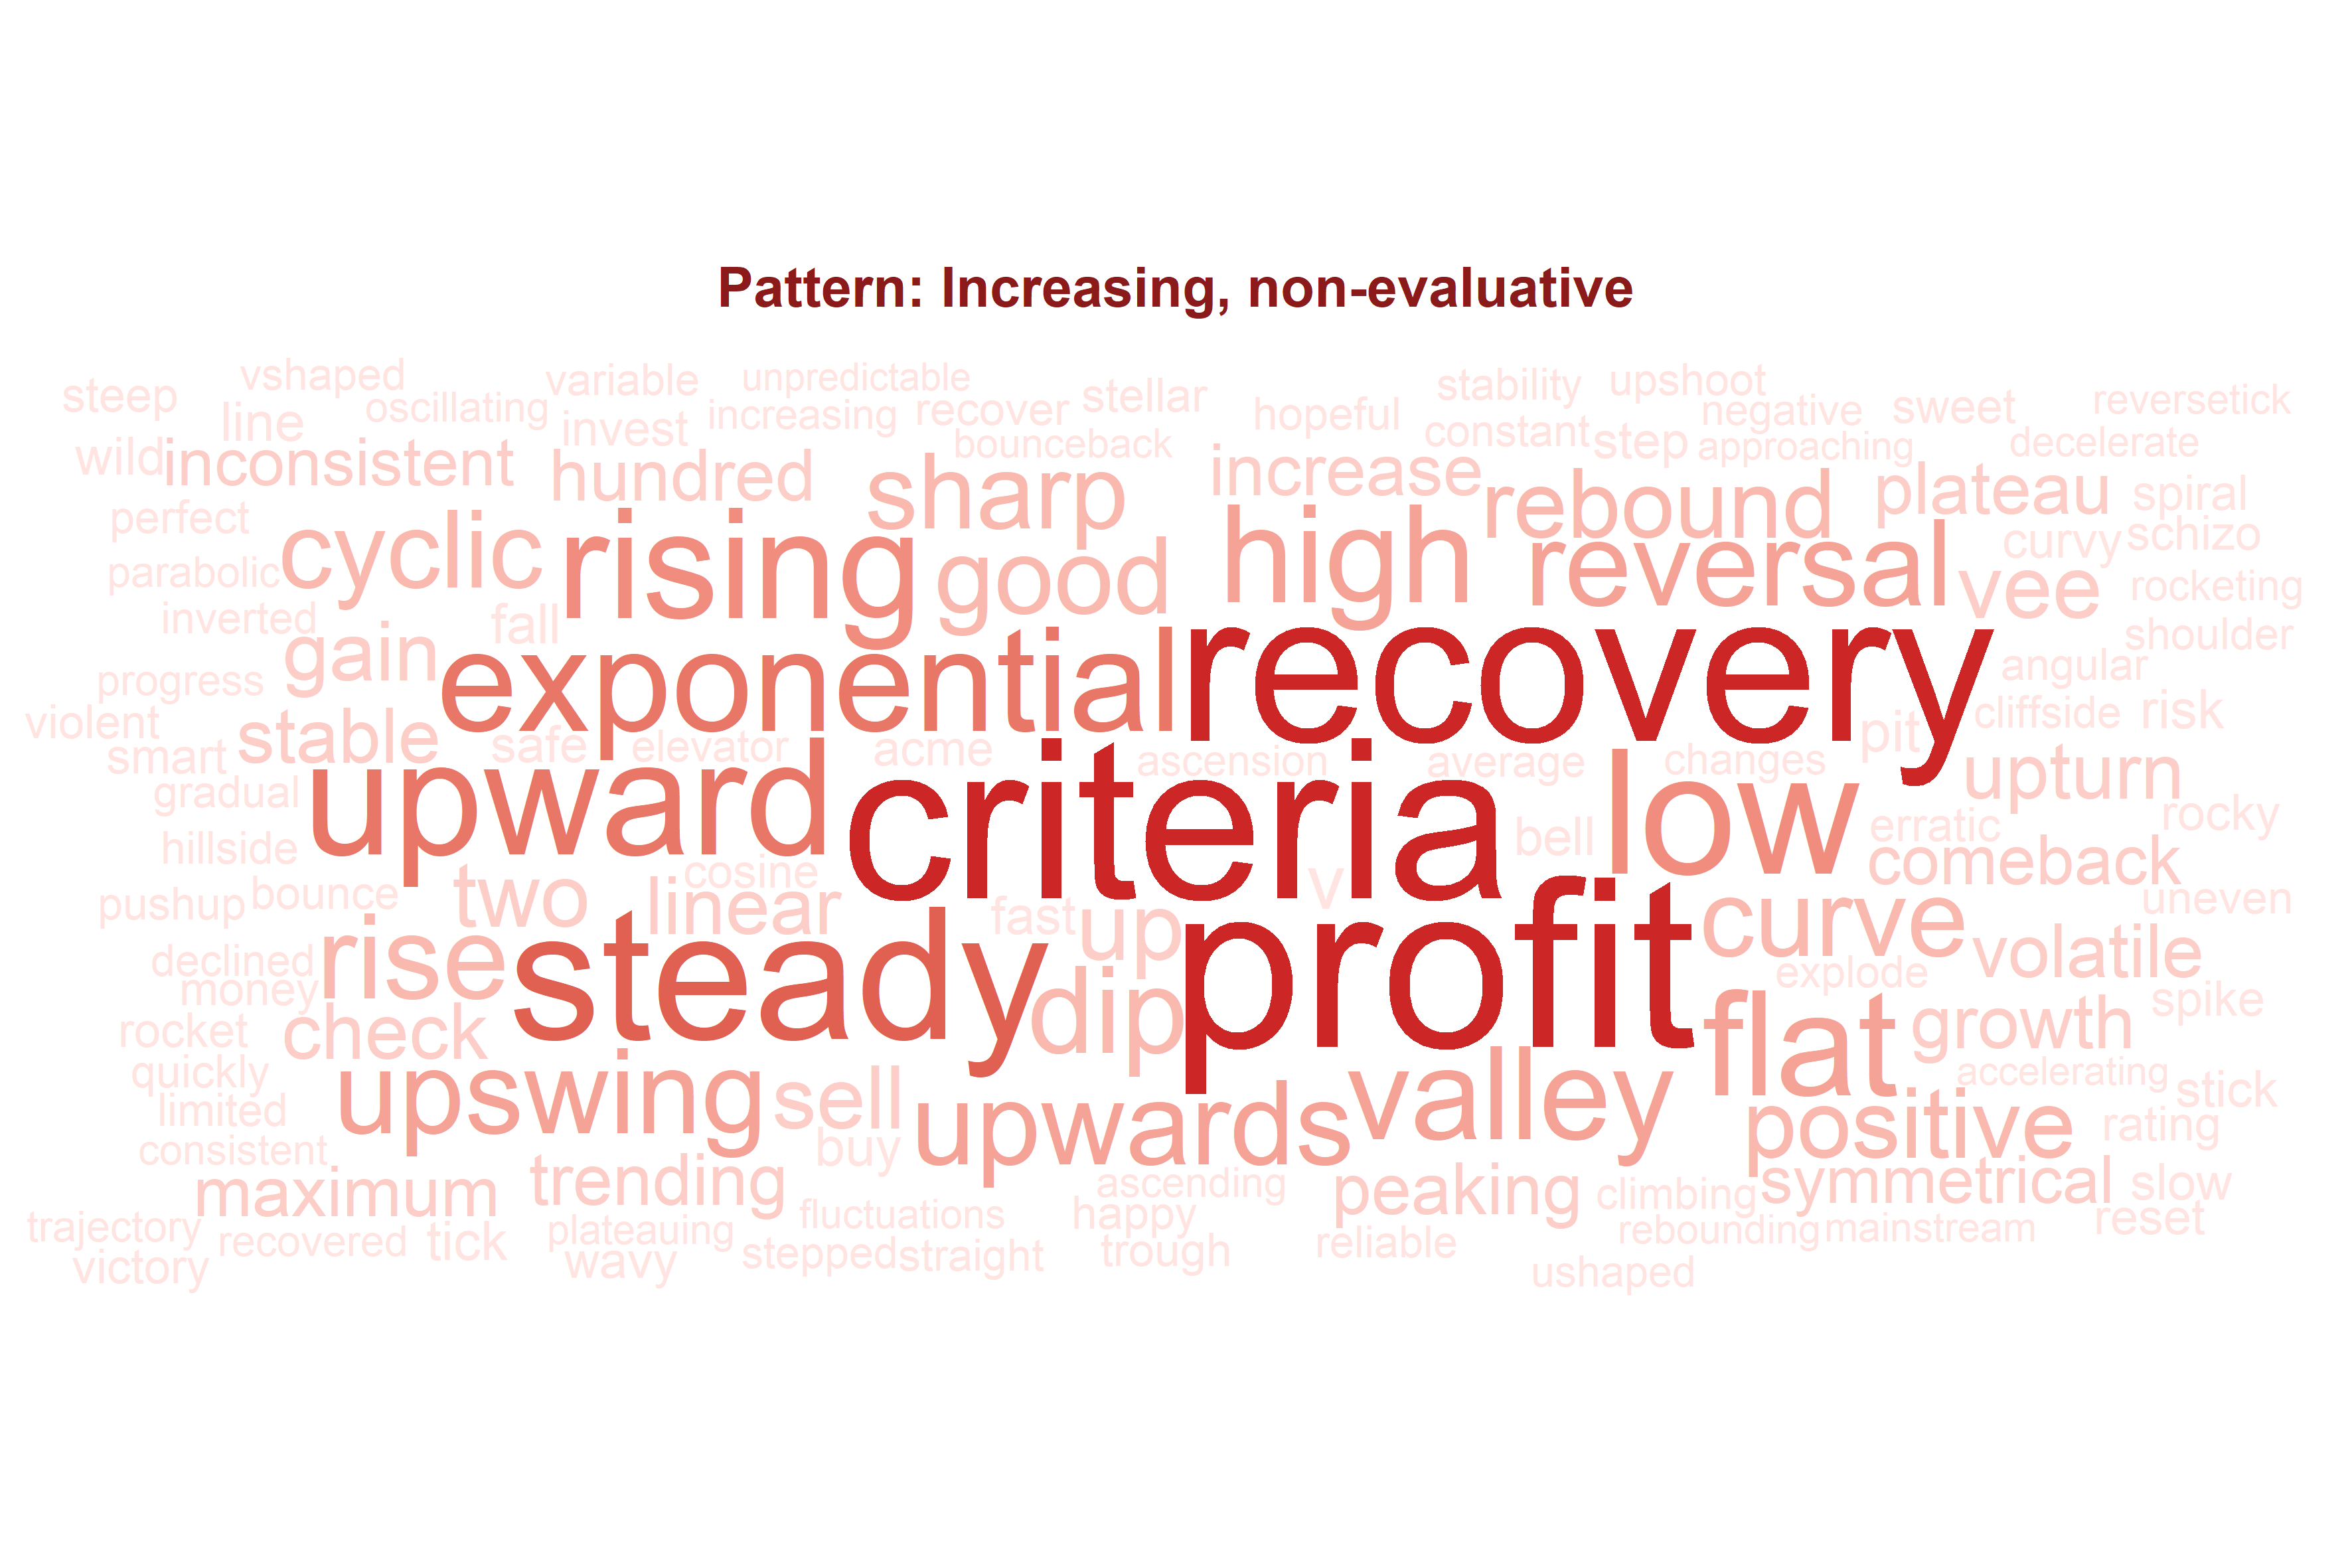 Pattern: Increasing, non-evaluative
steep vshaped variable unpredictable stellar stability upshoot reversetick
line oscillating invest increasing recover hopeful constant negative sweet
wild inconsistent hundred sharp bounceback increase step approaching decelerate
perfect cyclic rising good high rebound plateau spiral
parabolic reversal curvy schizo
inverted fall vee rocketing
gain exponential recovery shoulder
progress angular
violent stable safe elevator acme pit cliffside risk
smart ascension average changes
gradual upward criteria low upturn
hillside cosine bell erratic rocky
pushup bounce two linear v comeback uneven
declined rise steady fast up profit curve volatile
money explode
rocket check dip flat growth spike
quickly accelerating
limited upswing sell upwards valley positive stick
consistent buy rating
maximum trending ascending peaking climbing symmetrical slow
trajectory recovered tick plateauing fluctuations happy reliable rebounding mainstream reset
victory wavy stepped straight trough ushaped